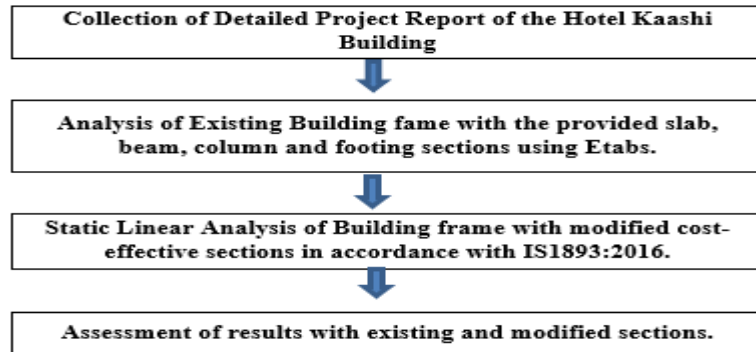 Collection of Detailed Project Report of the Hotel Kaashi
Building
Analysis of Existing Building fame with the provided slab,
beam, column and footing sections using Etabs.
Static Linear Analysis of Building frame with modified cost-
effective sections in accordance with IS1893:2016.
Assessment of results with existing and modified sections.